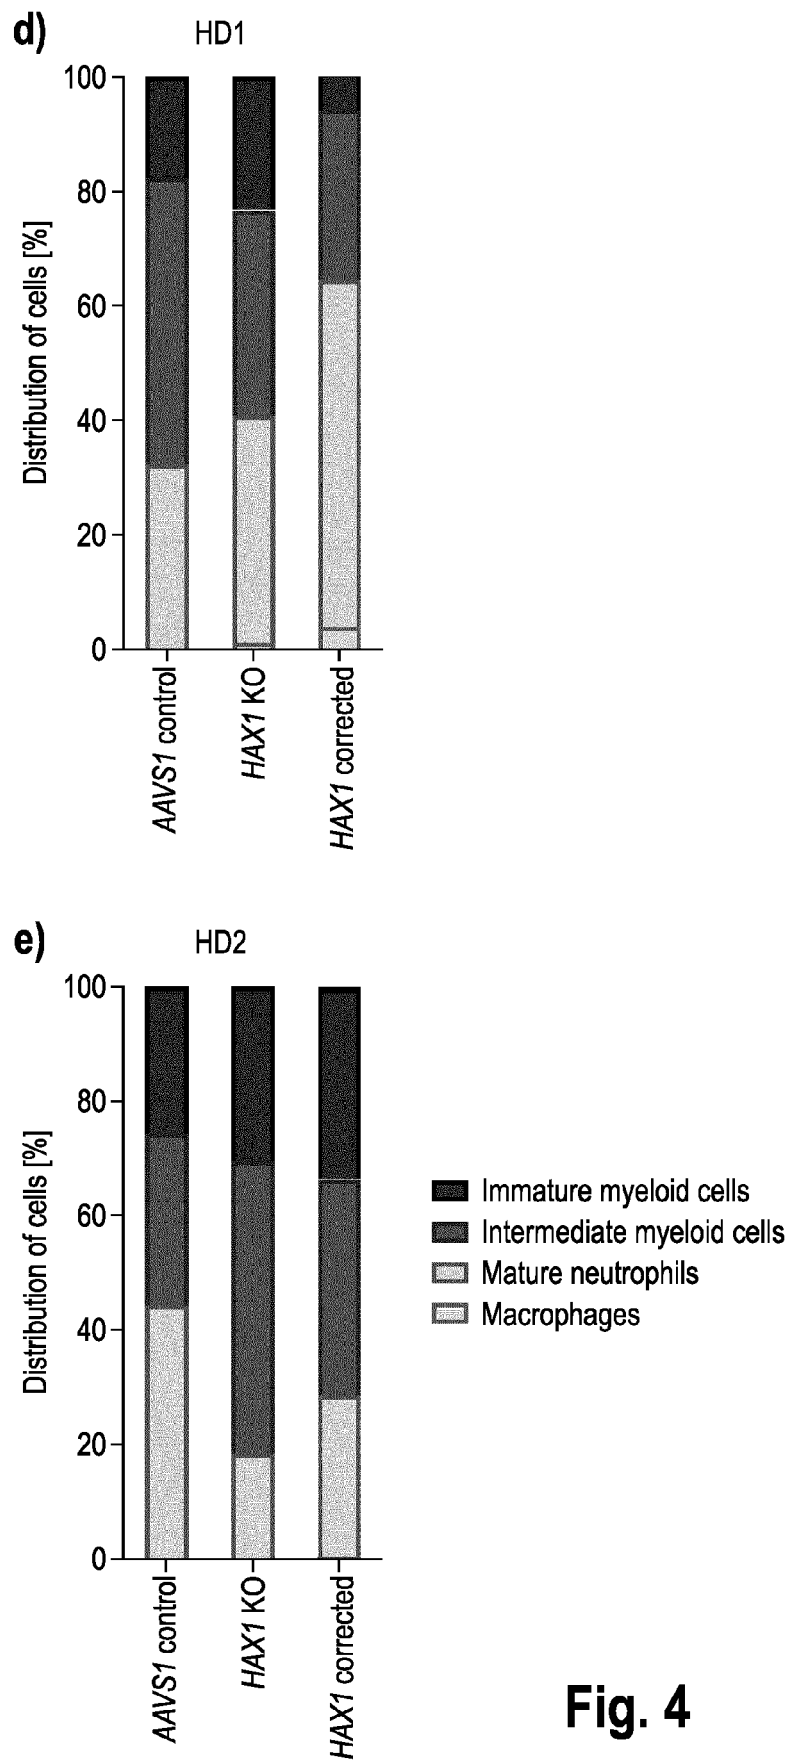 d)
HD1
Distribution of cells [%]
100
80
60
40
20
0
AAVS1 control
HAX1 KO
HAX1 corrected
e)
HD2
Distribution of cells [%]
100
80
60
40
20
0
AAVS1 control
HAX1 KO
HAX1 corrected
Immature myeloid cells
Intermediate myeloid cells
Mature neutrophils
Macrophages
Fig. 4